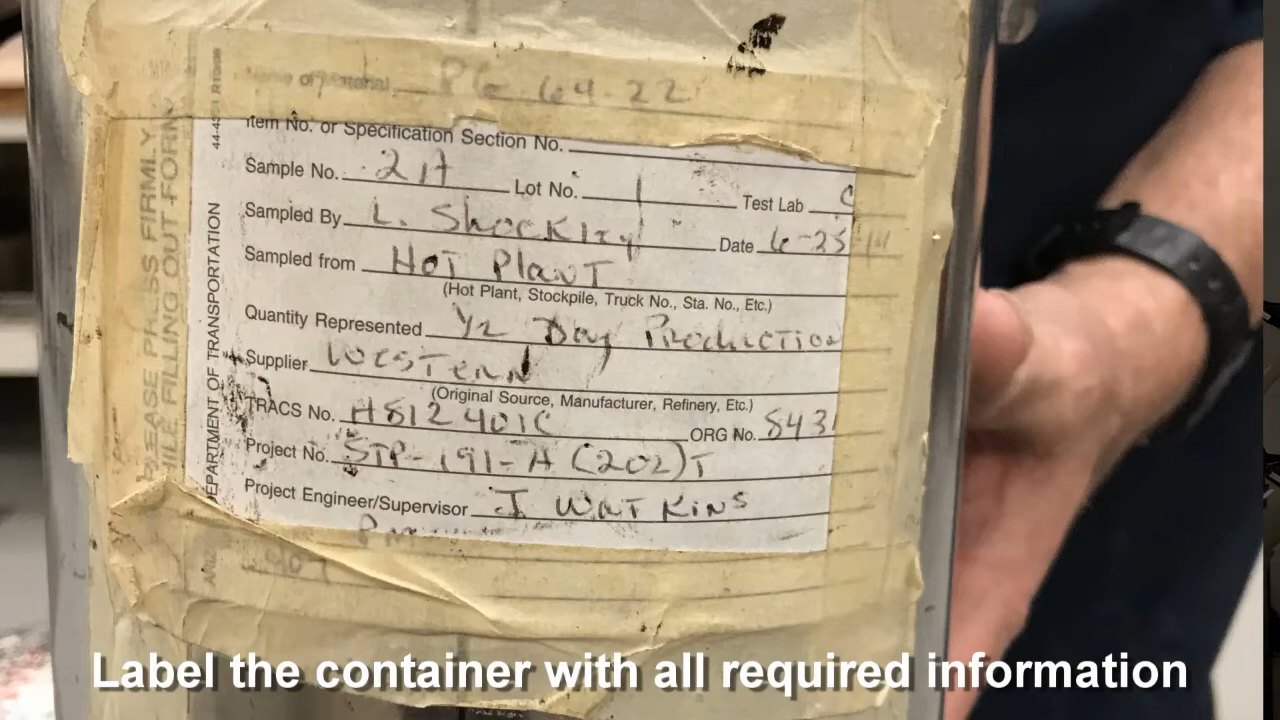 Name of Material PG 64-22
Item No. or Specification Section No.
Sample No. 21A Lot No. 1 Test Lab C
Sampled By L. Shockley Date 6-25-14
Sampled from Hot Plant
(Hot Plant, Stockpile, Truck No., Sta. No., Etc.)
Quantity Represented 1/2 Day Production
Supplier Western
(Original Source, Manufacturer, Refinery, Etc.)
TRACS No. H812401C ORG No. 8431
Project No. STP-191-A(202)T
Project Engineer/Supervisor J Watkins
PLEASE PRESS FIRMLY
WHILE FILLING OUT FORM
DEPARTMENT OF TRANSPORTATION
Label the container with all required information